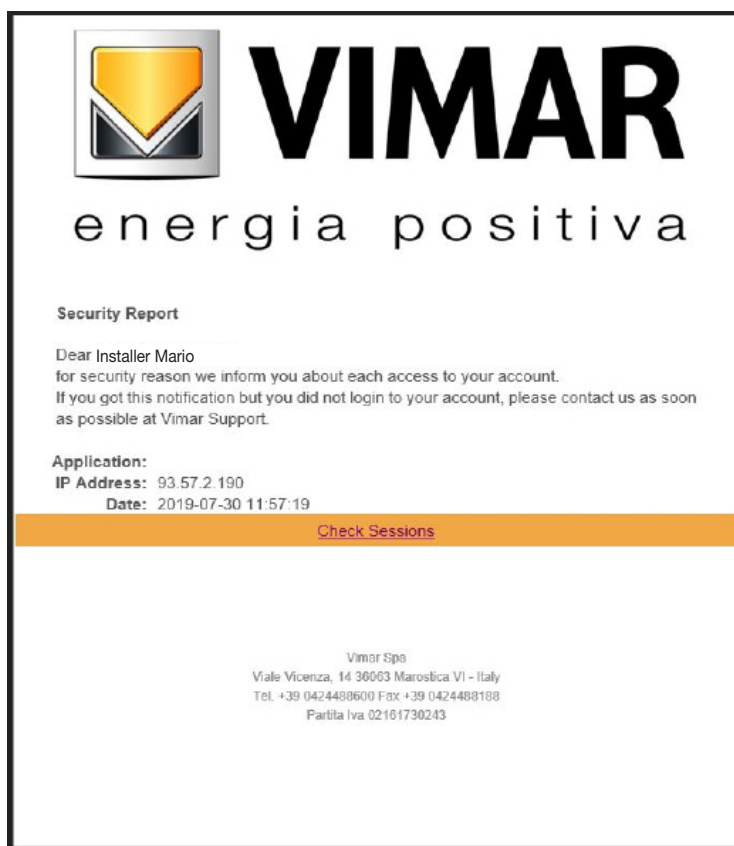 VIMAR
energia positiva
Security Report
Dear Installer Mario
for security reason we inform you about each access to your account.
If you got this notification but you did not login to your account, please contact us as soon
as possible at Vimar Support.
Application:
IP Address: 93.57.2.190
Date: 2019-07-30 11:57:19
Check Sessions
Vimar Spa
Viale Vicenza, 14 36063 Marostica VI - Italy
Tel. +39 0424488600 Fax +39 0424488188
Partita Iva 02161730243